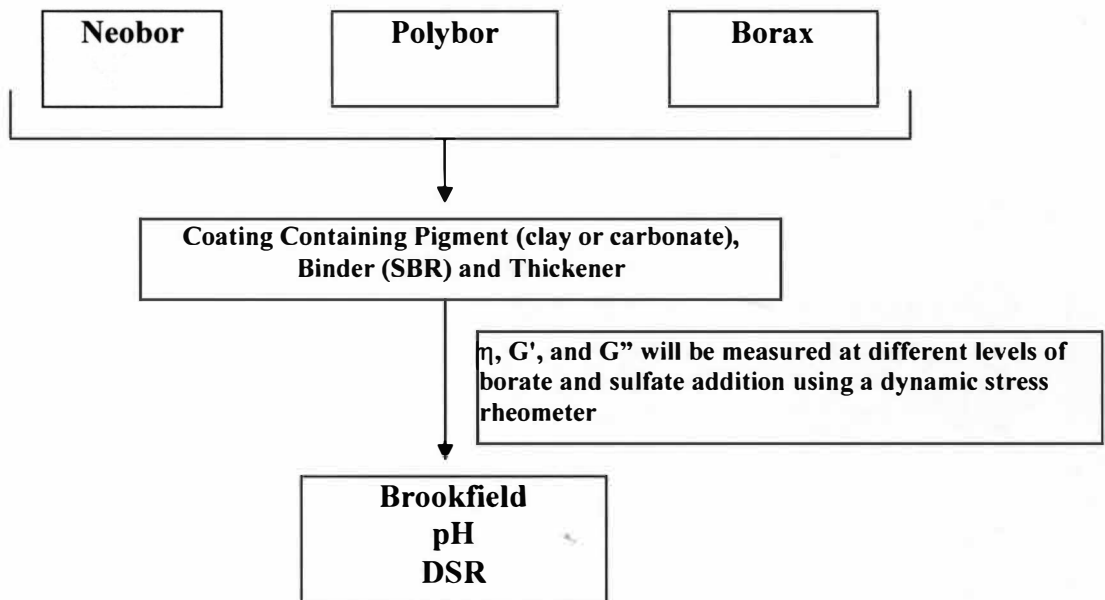 Neobor
Polybor
Borax
Coating Containing Pigment (clay or carbonate),
Binder (SBR) and Thickener
η, G', and G” will be measured at different levels of
borate and sulfate addition using a dynamic stress
rheometer
Brookfield
pH
DSR